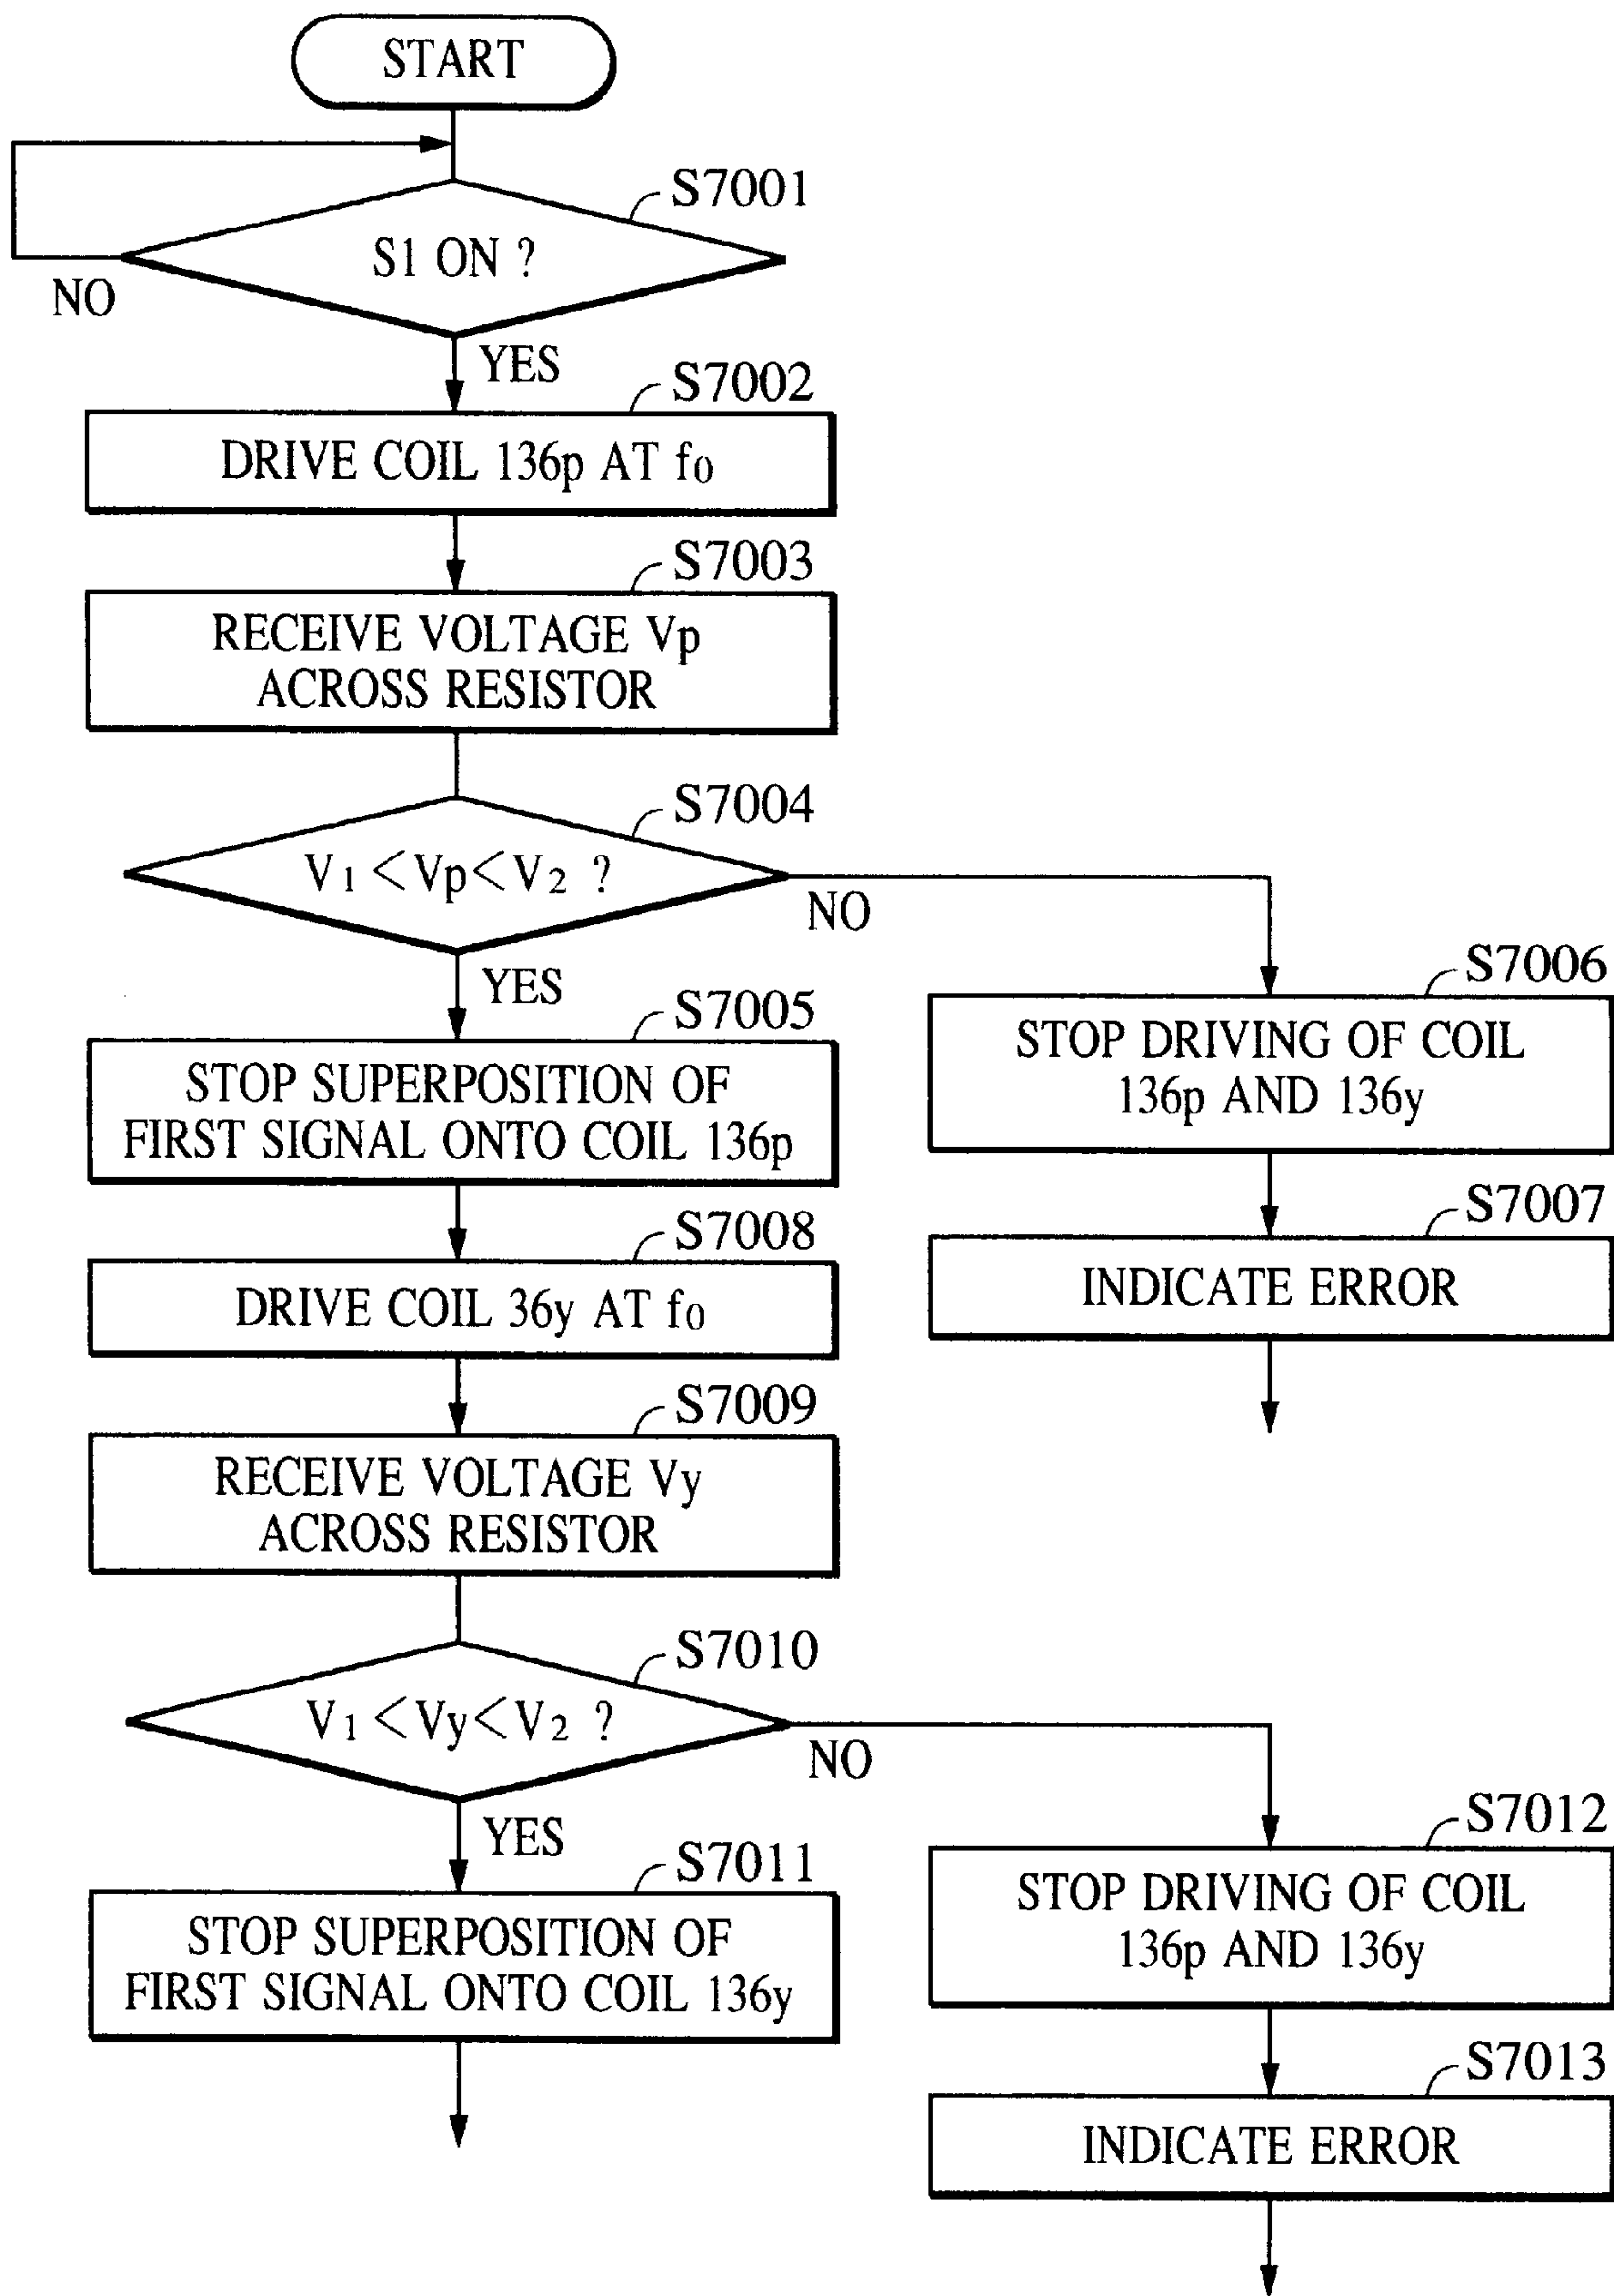 START
S7001
S1 ON ?
NO
YES
S7002
DRIVE COIL 136p AT f0
S7003
RECEIVE VOLTAGE Vp
ACROSS RESISTOR
S7004
V1 <Vp<V2 ?
NO
YES
S7005
STOP SUPERPOSITION OF
FIRST SIGNAL ONTO COIL 136p
S7006
STOP DRIVING OF COIL
136p AND 136y
S7007
INDICATE ERROR
S7008
DRIVE COIL 36y AT f0
S7009
RECEIVE VOLTAGE Vy
ACROSS RESISTOR
S7010
V1 <Vy<V2 ?
NO
YES
S7011
STOP SUPERPOSITION OF
FIRST SIGNAL ONTO COIL 136y
S7012
STOP DRIVING OF COIL
136p AND 136y
S7013
INDICATE ERROR